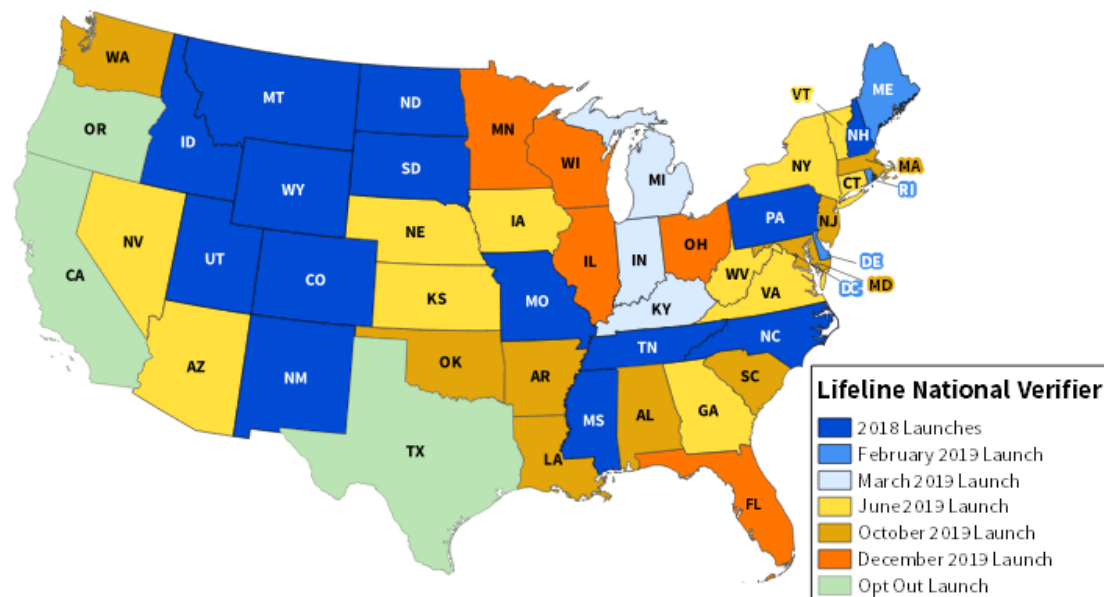 WA
MT
ND
MN
OR
ID
SD
WI
MI
VT
NH
ME
NY
MA
CT
RI
WY
NE
IA
PA
NJ
NV
UT
CO
IL
IN
OH
DE
MD
DC
WV
VA
CA
KS
MO
KY
AZ
NM
OK
AR
TN
NC
SC
TX
LA
MS
AL
GA
FL
Lifeline National Verifier
2018 Launches
February 2019 Launch
March 2019 Launch
June 2019 Launch
October 2019 Launch
December 2019 Launch
Opt Out Launch